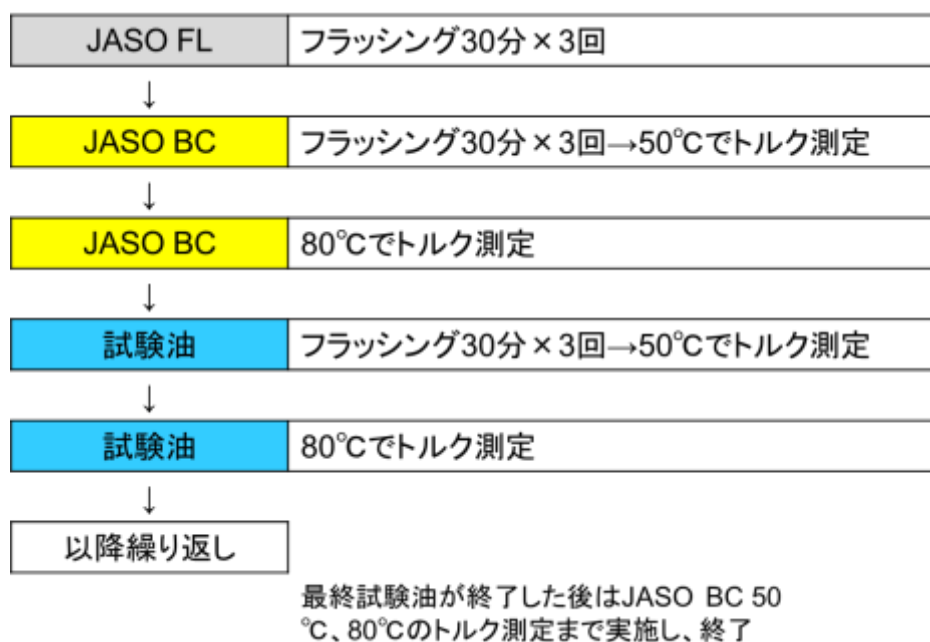 JASO FL フラッシング30分×3回
↓
JASO BC フラッシング30分×3回→50℃でトルク測定
↓
JASO BC 80℃でトルク測定
↓
試験油 フラッシング30分×3回→50℃でトルク測定
↓
試験油 80℃でトルク測定
↓
以降繰り返し
最終試験油が終了した後はJASO BC 50
℃、80℃のトルク測定まで実施し、終了